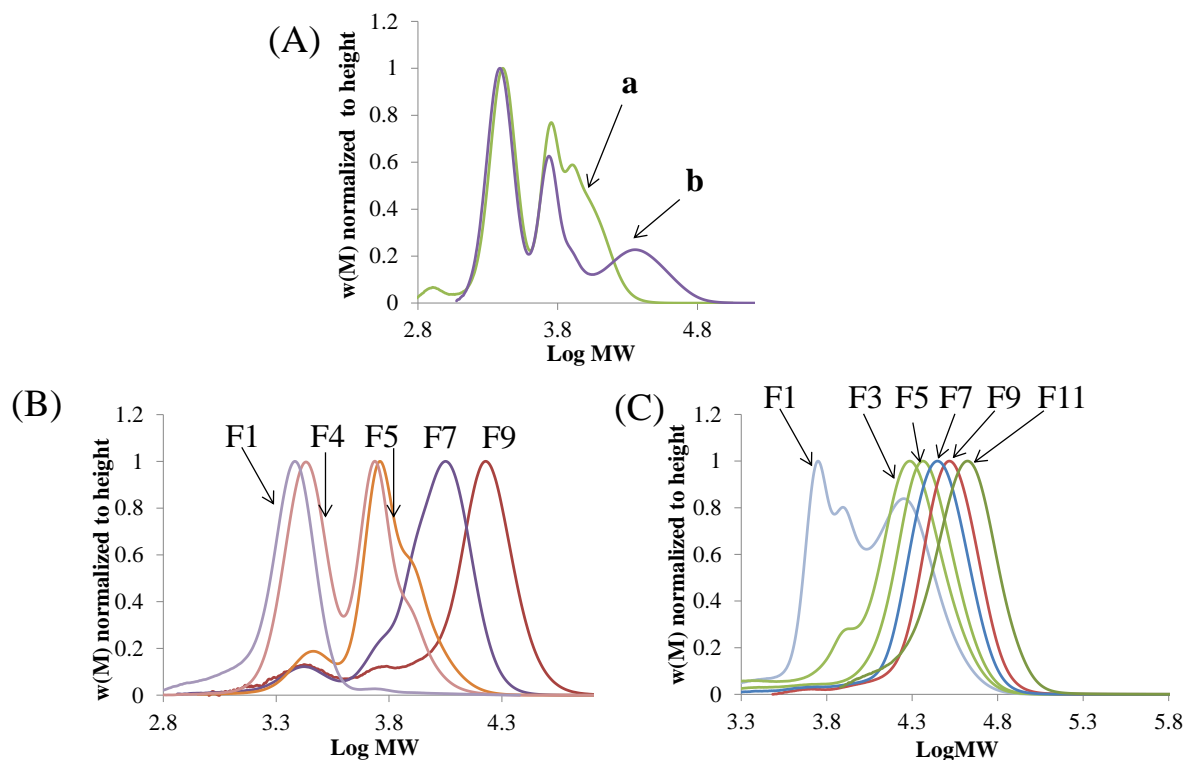 (A)
w(M) normalized to height
1.2
1
0.8
0.6
0.4
0.2
0
a
b
2.8 3.8 4.8
Log MW
(B)
w(M) normalized to height
1.2
1
0.8
0.6
0.4
0.2
0
F1 F4 F5 F7 F9
2.8 3.3 3.8 4.3
Log MW
(C)
w(M) normalized to height
1.2
1
0.8
0.6
0.4
0.2
0
F1 F3 F5 F7 F9 F11
3.3 3.8 4.3 4.8 5.3 5.8
LogMW